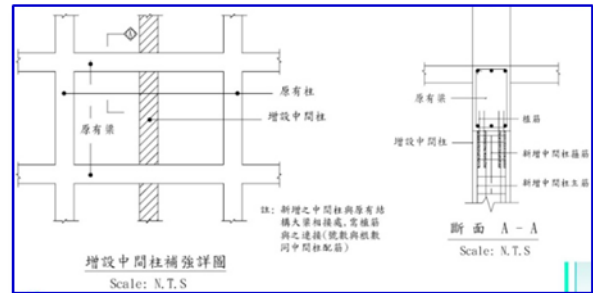 原有柱
增設中間柱
原有梁
註: 新增之中間柱與原有結
構大梁相接處,需植筋
與之連接(號數與根數
同中間柱配筋)
增設中間柱補強詳圖
Scale: N.T.S
原有梁
植筋
增設中間柱
新增中間柱箍筋
新增中間柱主筋
斷面 A-A
Scale: N.T.S